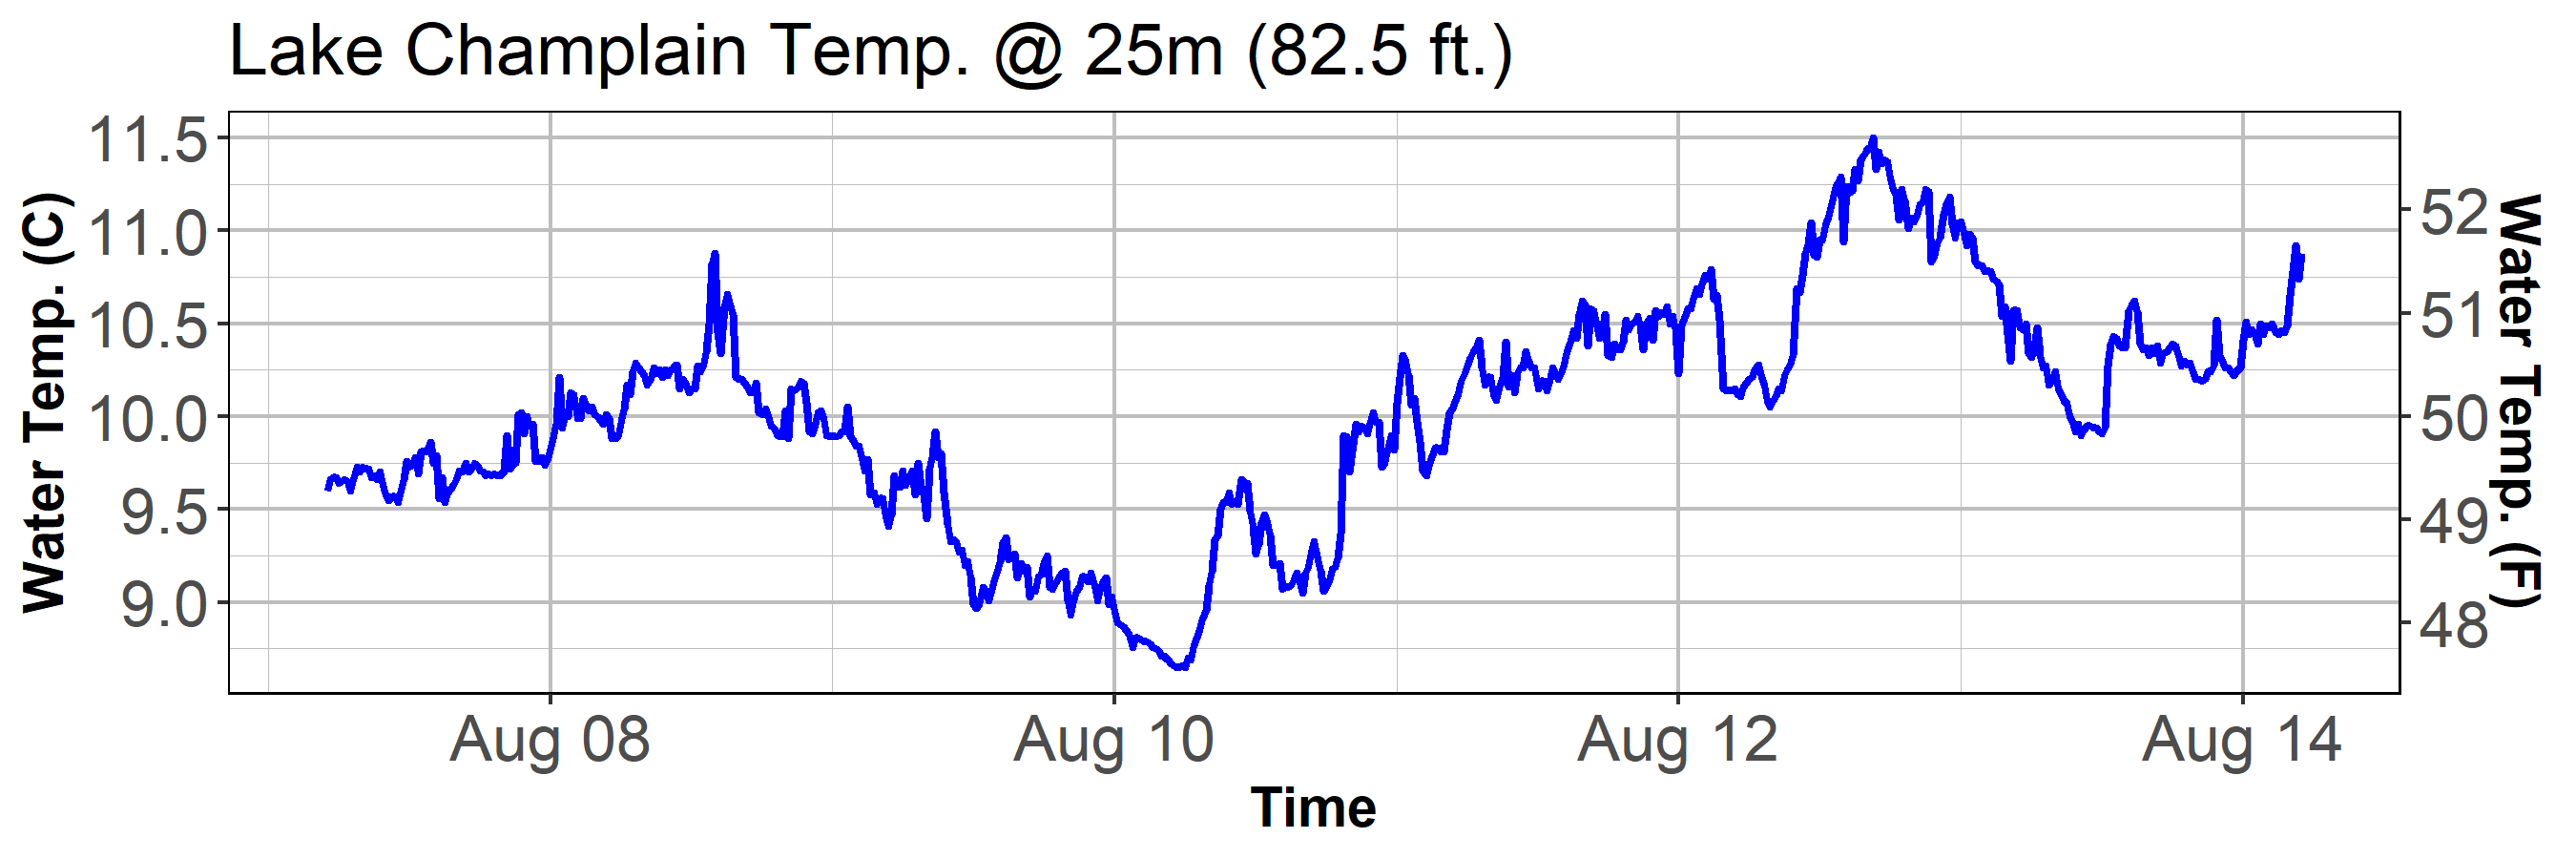 Lake Champlain Temp. @ 25m (82.5 ft.)
Water Temp. (C)
11.5
11.0
10.5
10.0
9.5
9.0
52
51
50
49
48
Water Temp. (F)
Aug 08 Aug 10 Aug 12 Aug 14
Time